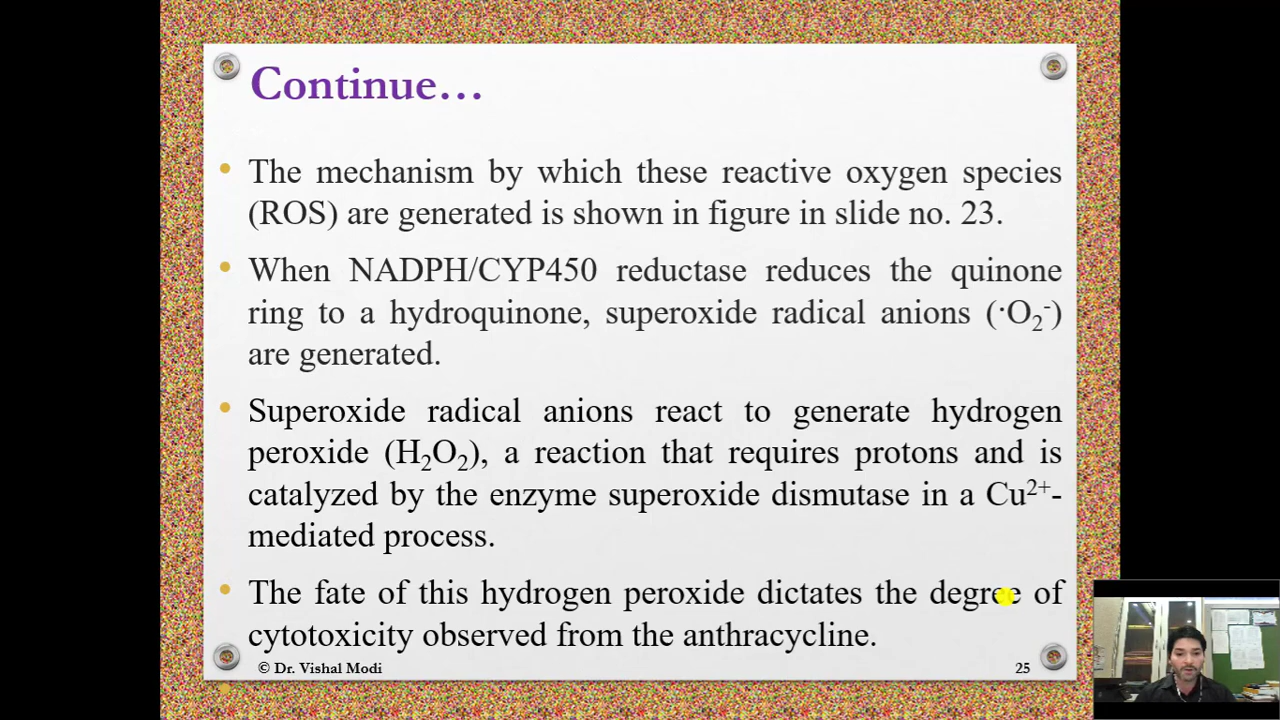 Continue…
• The mechanism by which these reactive oxygen species
(ROS) are generated is shown in figure in slide no. 23.
• When NADPH/CYP450 reductase reduces the quinone
ring to a hydroquinone, superoxide radical anions (·O₂⁻)
are generated.
• Superoxide radical anions react to generate hydrogen
peroxide (H₂O₂), a reaction that requires protons and is
catalyzed by the enzyme superoxide dismutase in a Cu²⁺-
mediated process.
• The fate of this hydrogen peroxide dictates the degree of
cytotoxicity observed from the anthracycline.
© Dr. Vishal Modi
25